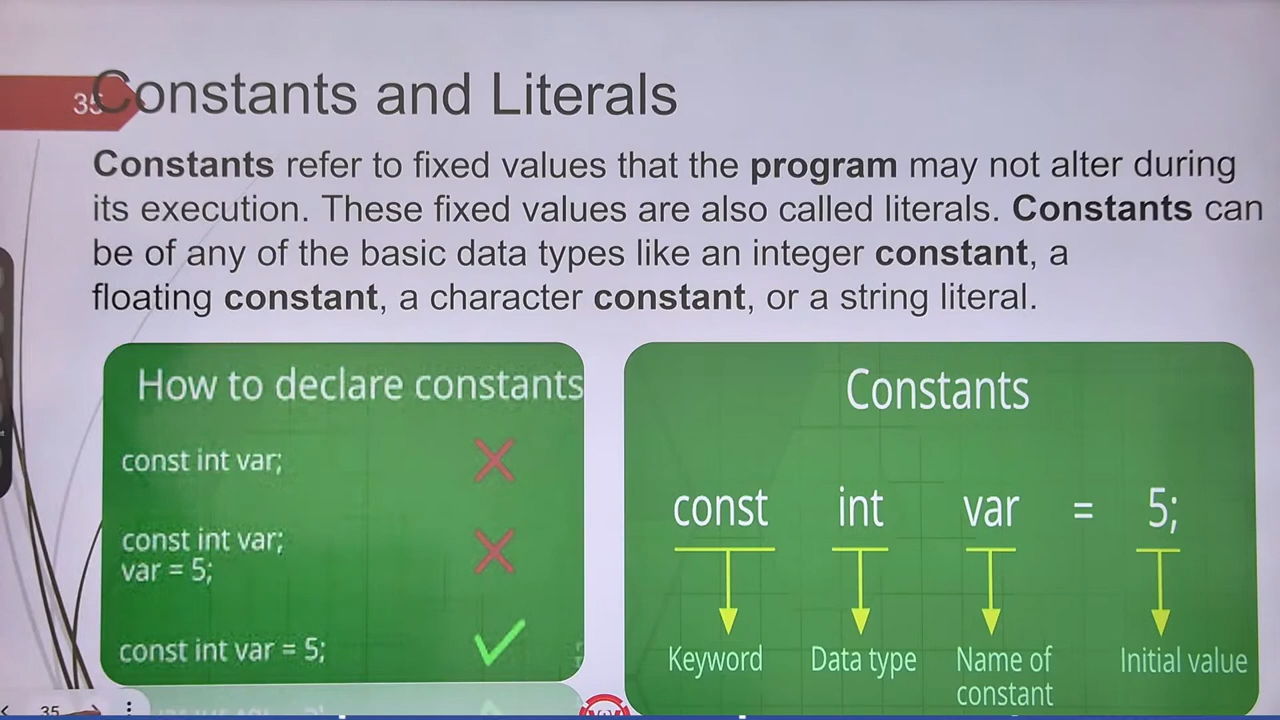 35
Constants and Literals
Constants refer to fixed values that the program may not alter during
its execution. These fixed values are also called literals. Constants can
be of any of the basic data types like an integer constant, a
floating constant, a character constant, or a string literal.
How to declare constants
const int var;
const int var;
var = 5;
const int var = 5;
Constants
const int var = 5;
Keyword Data type Name of
constant
Initial value
35